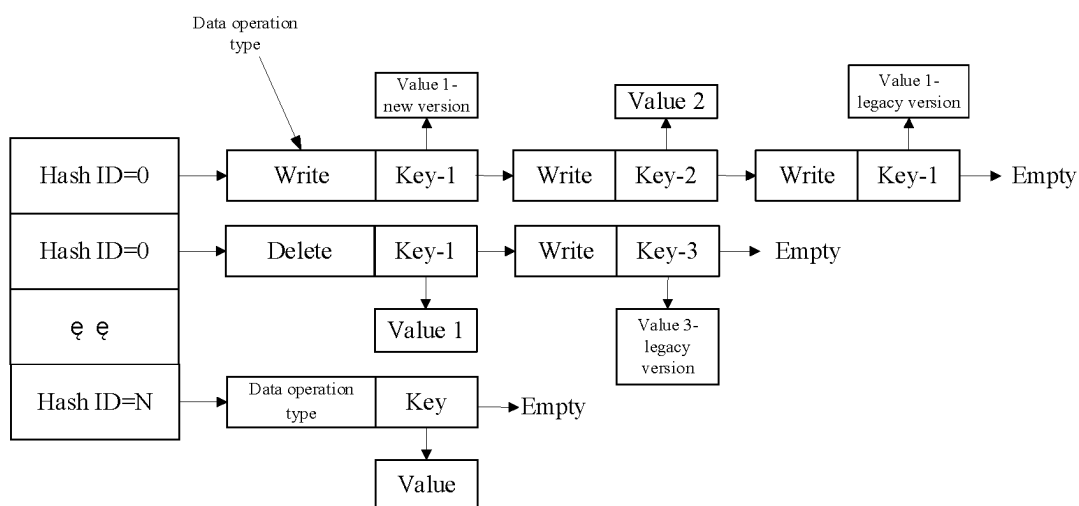 Data operation
type
Value 1-
new version
Value 2
Value 1-
legacy version
Hash ID=0
Write
Key-1
Write
Key-2
Write
Key-1
Empty
Hash ID=0
Delete
Key-1
Write
Key-3
Empty
ę ę
Value 1
Value 3-
legacy
version
Hash ID=N
Data operation
type
Key
Empty
Value